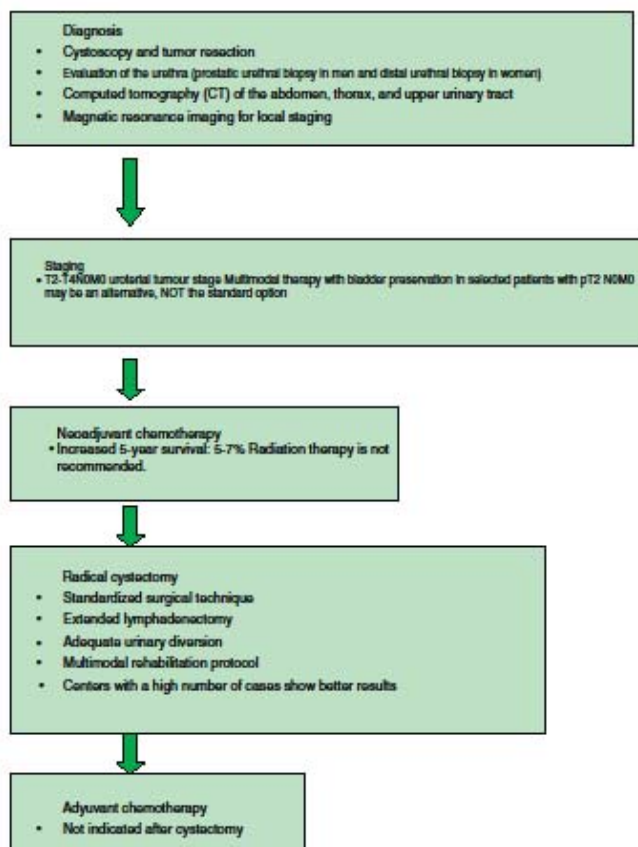 Diagnosis
• Cystoscopy and tumor resection
• Evaluation of the urethra (prostatic urethral biopsy in men and distal urethral biopsy in women)
• Computed tomography (CT) of the abdomen, thorax, and upper urinary tract
• Magnetic resonance imaging for local staging
Staging
• T2-T4N0M0 uroterial tumour stage Multimodal therapy with bladder preservation in selected patients with pT2 N0M0
may be an alternative, NOT the standard option
Neoadjuvant chemotherapy
• Increased 5-year survival: 5-7% Radiation therapy is not
recommended.
Radical cystectomy
• Standardized surgical technique
• Extended lymphadenectomy
• Adequate urinary diversion
• Multimodal rehabilitation protocol
• Centers with a high number of cases show better results
Adyuvant chemotherapy
• Not indicated after cystectomy